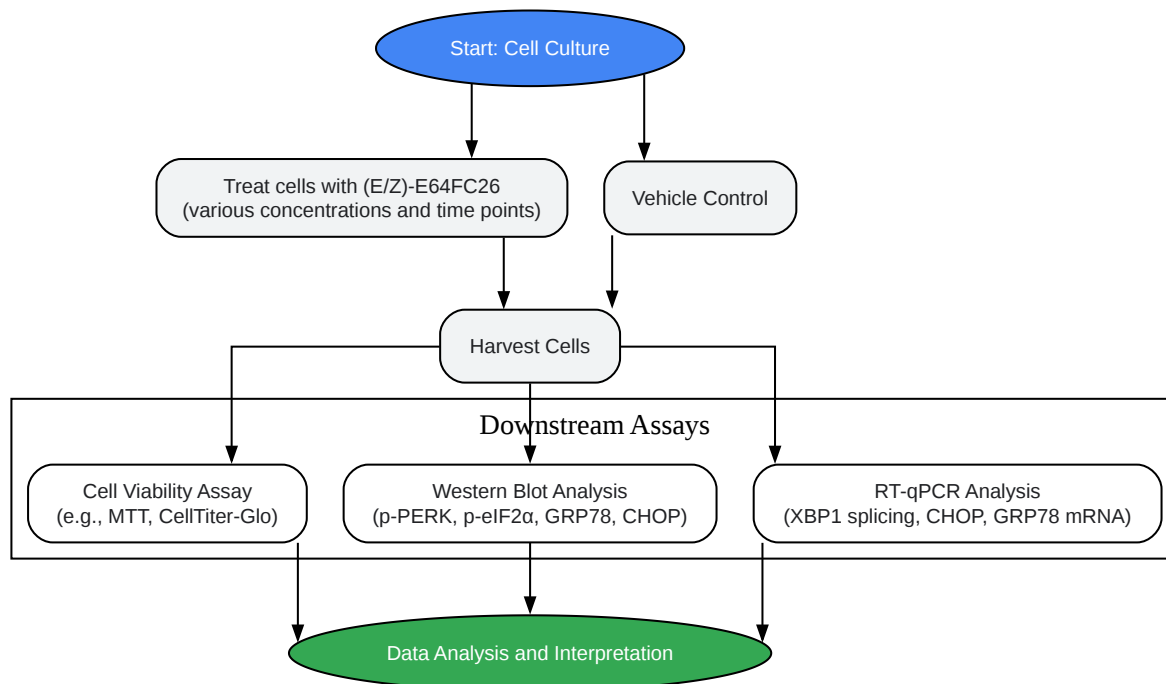 Start: Cell Culture
Treat cells with (E/Z)-E64FC26
(various concentrations and time points)
Vehicle Control
Harvest Cells
Downstream Assays
Cell Viability Assay
(e.g., MTT, CellTiter-Glo)
Western Blot Analysis
(p-PERK, p-eIF2α, GRP78, CHOP)
RT-qPCR Analysis
(XBP1 splicing, CHOP, GRP78 mRNA)
Data Analysis and Interpretation